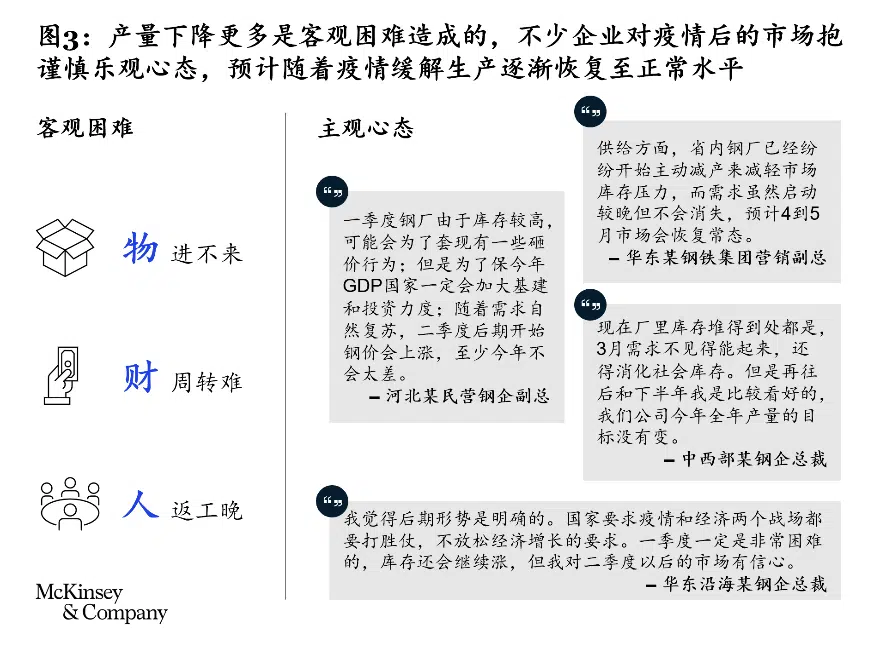 图3：产量下降更多是客观困难造成的，不少企业对疫情后的市场抱
谨慎乐观心态，预计随着疫情缓解生产逐渐恢复至正常水平
客观困难
物 进不来
财 周转难
人 返工晚
主观心态
“”
一季度钢厂由于库存较高，
可能会为了套现有一些砸
价行为；但是为了保今年
GDP国家一定会加大基建
和投资力度；随着需求自
然复苏，二季度后期开始
钢价会上涨，至少今年不
会太差。
– 河北某民营钢企副总
“”
供给方面，省内钢厂已经纷
纷开始主动减产来减轻市场
库存压力，而需求虽然启动
较晚但不会消失，预计4到5
月市场会恢复常态。
– 华东某钢铁集团营销副总
“”
现在厂里库存堆得到处都是，
3月需求不见得能起来，还
得消化社会库存。但是再往
后和下半年我是比较看好的，
我们公司今年全年产量的目
标没有变。
– 中西部某钢企总裁
“”
我觉得后期形势是明确的。国家要求疫情和经济两个战场都
要打胜仗，不放松经济增长的要求。一季度一定是非常困难
的，库存还会继续涨，但我对二季度以后的市场有信心。
– 华东沿海某钢企总裁
McKinsey
& Company